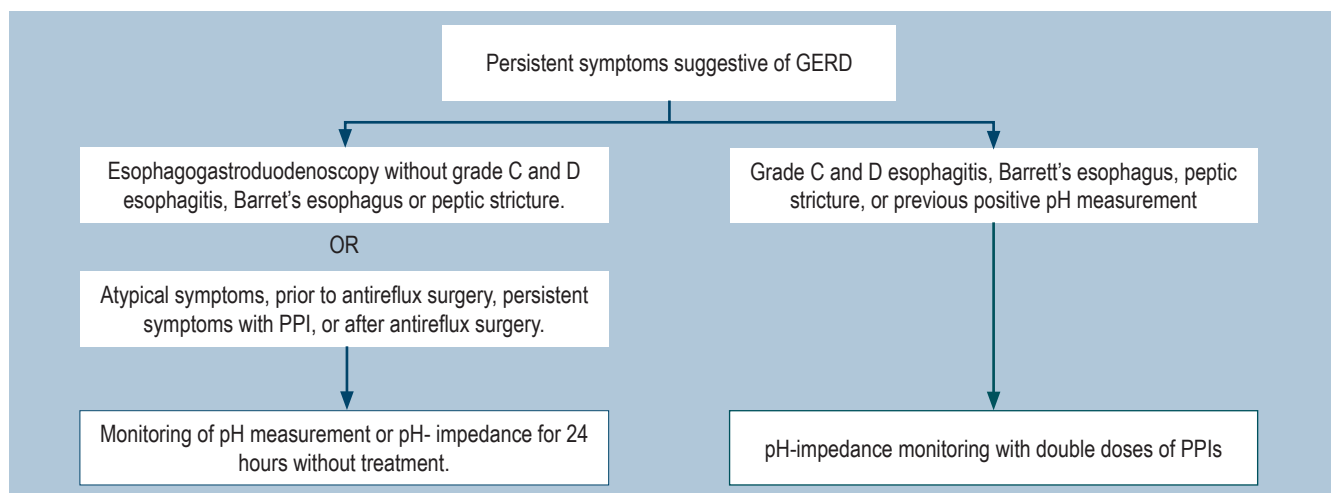 Persistent symptoms suggestive of GERD
Esophagogastroduodenoscopy without grade C and D
esophagitis, Barret's esophagus or peptic stricture.
OR
Atypical symptoms, prior to antireflux surgery, persistent
symptoms with PPI, or after antireflux surgery.
Monitoring of pH measurement or pH- impedance for 24
hours without treatment.
Grade C and D esophagitis, Barrett's esophagus, peptic
stricture, or previous positive pH measurement
pH-impedance monitoring with double doses of PPIs